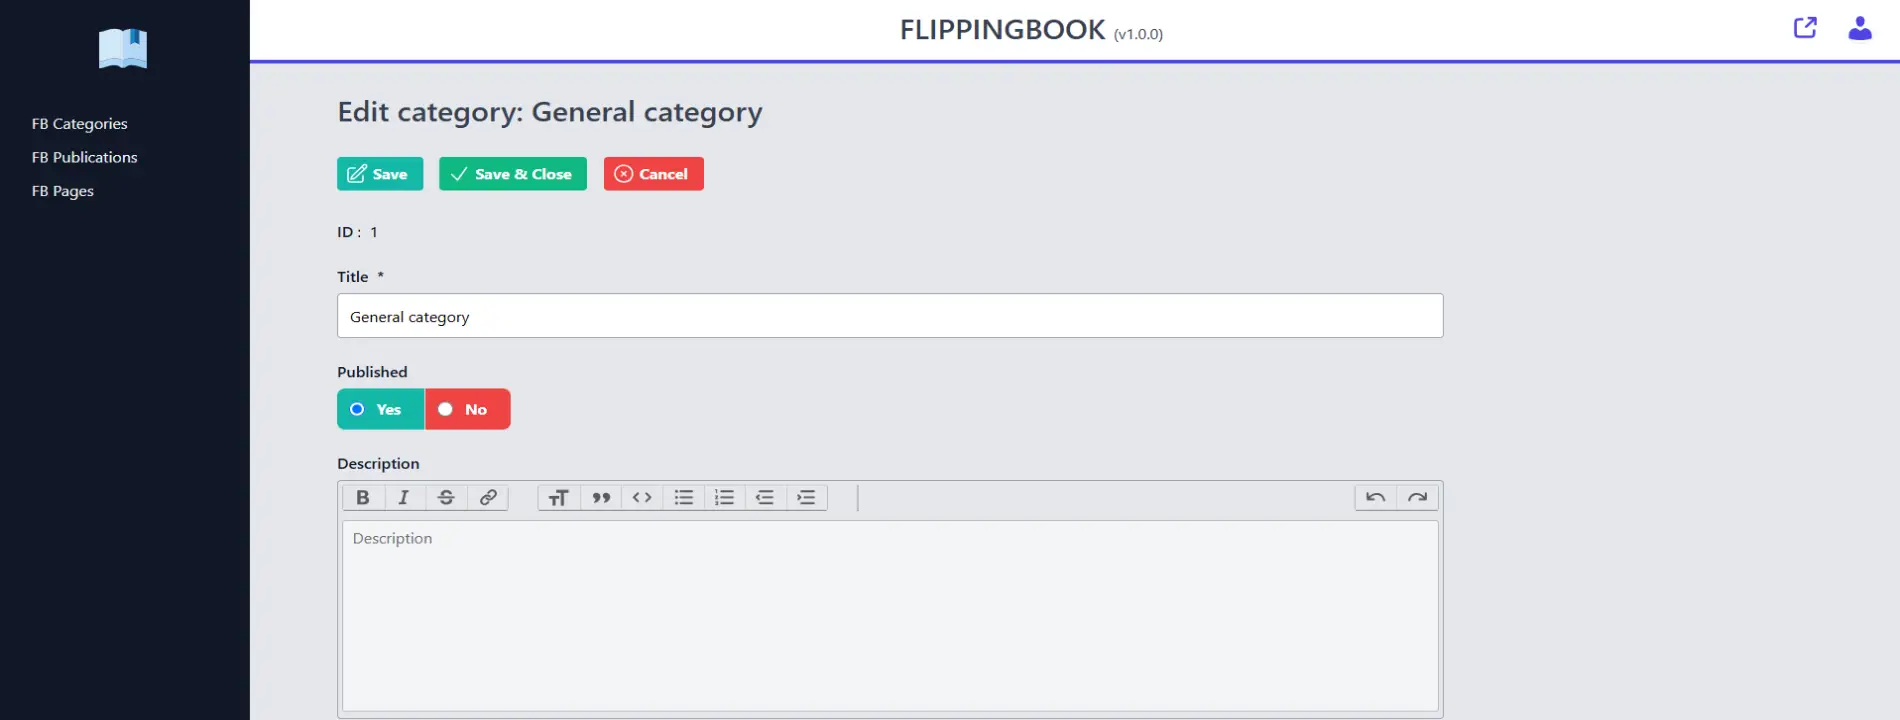 FLIPPINGBOOK (v1.0.0)
FB Categories
FB Publications
FB Pages
Edit category: General category
Save
Save & Close
Cancel
ID : 1
Title *
General category
Published
Yes
No
Description
Description